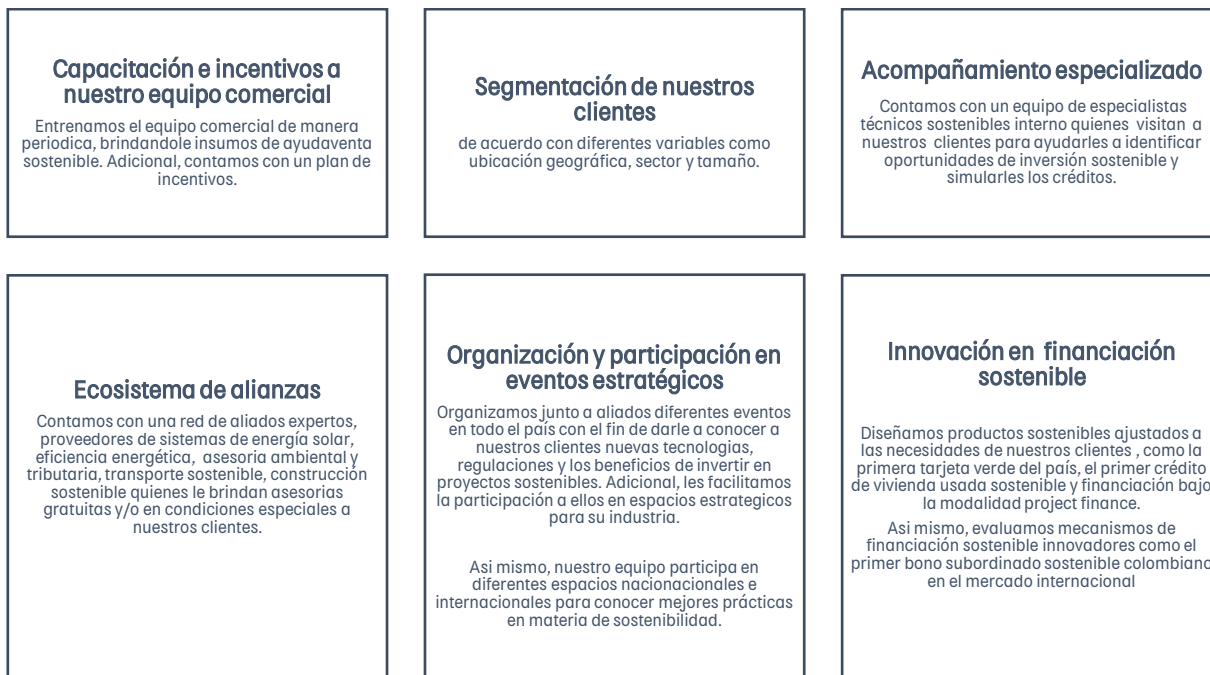 Capacitación e incentivos a
nuestro equipo comercial
Entrenamos el equipo comercial de manera
periodica, brindandole insumos de ayudaventa
sostenible. Adicional, contamos con un plan de
incentivos.
Segmentación de nuestros
clientes
de acuerdo con diferentes variables como
ubicación geográfica, sector y tamaño.
Acompañamiento especializado
Contamos con un equipo de especialistas
técnicos sostenibles interno quienes visitan a
nuestros clientes para ayudarles a identificar
oportunidades de inversión sostenible y
simularles los créditos.
Ecosistema de alianzas
Contamos con una red de aliados expertos,
proveedores de sistemas de energía solar,
eficiencia energética, asesoria ambiental y
tributaria, transporte sostenible, construcción
sostenible quienes le brindan asesorias
gratuitas y/o en condiciones especiales a
nuestros clientes.
Organización y participación en
eventos estratégicos
Organizamos junto a aliados diferentes eventos
en todo el país con el fin de darle a conocer a
nuestros clientes nuevas tecnologias,
regulaciones y los beneficios de invertir en
proyectos sostenibles. Adicional, les facilitamos
la participación a ellos en espacios estrategicos
para su industria.
Asi mismo, nuestro equipo participa en
diferentes espacios nacionacionales e
internacionales para conocer mejores prácticas
en materia de sostenibilidad.
Innovación en financiación
sostenible
Diseñamos productos sostenibles ajustados a
las necesidades de nuestros clientes , como la
primera tarjeta verde del país, el primer crédito
de vivienda usada sostenible y financiación bajo
la modalidad project finance.
Asi mismo, evaluamos mecanismos de
financiación sostenible innovadores como el
primer bono subordinado sostenible colombiano
en el mercado internacional